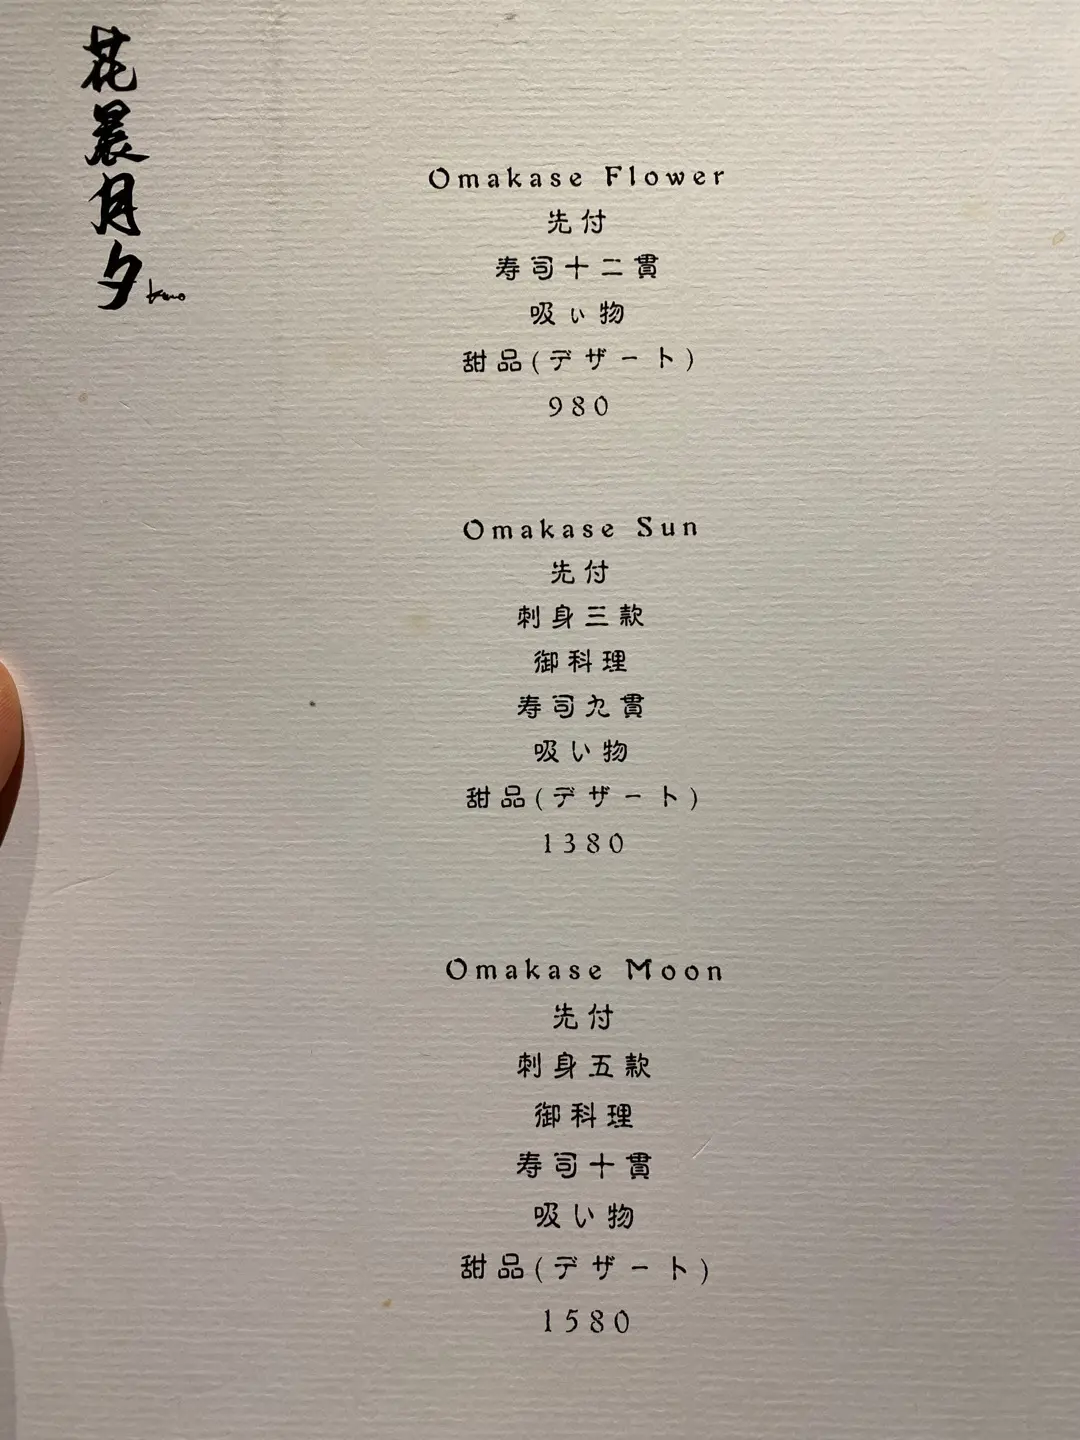 花晨月夕
Omakase Flower
先付
寿司十二貫
吸ぃ物
甜品(デザート)
980
Omakase Sun
先付
刺身三款
御科理
寿司九貫
吸い物
甜品(デザート)
1380
Omakase Moon
先付
刺身五款
御科理
寿司十貫
吸い物
甜品(デザート)
1580